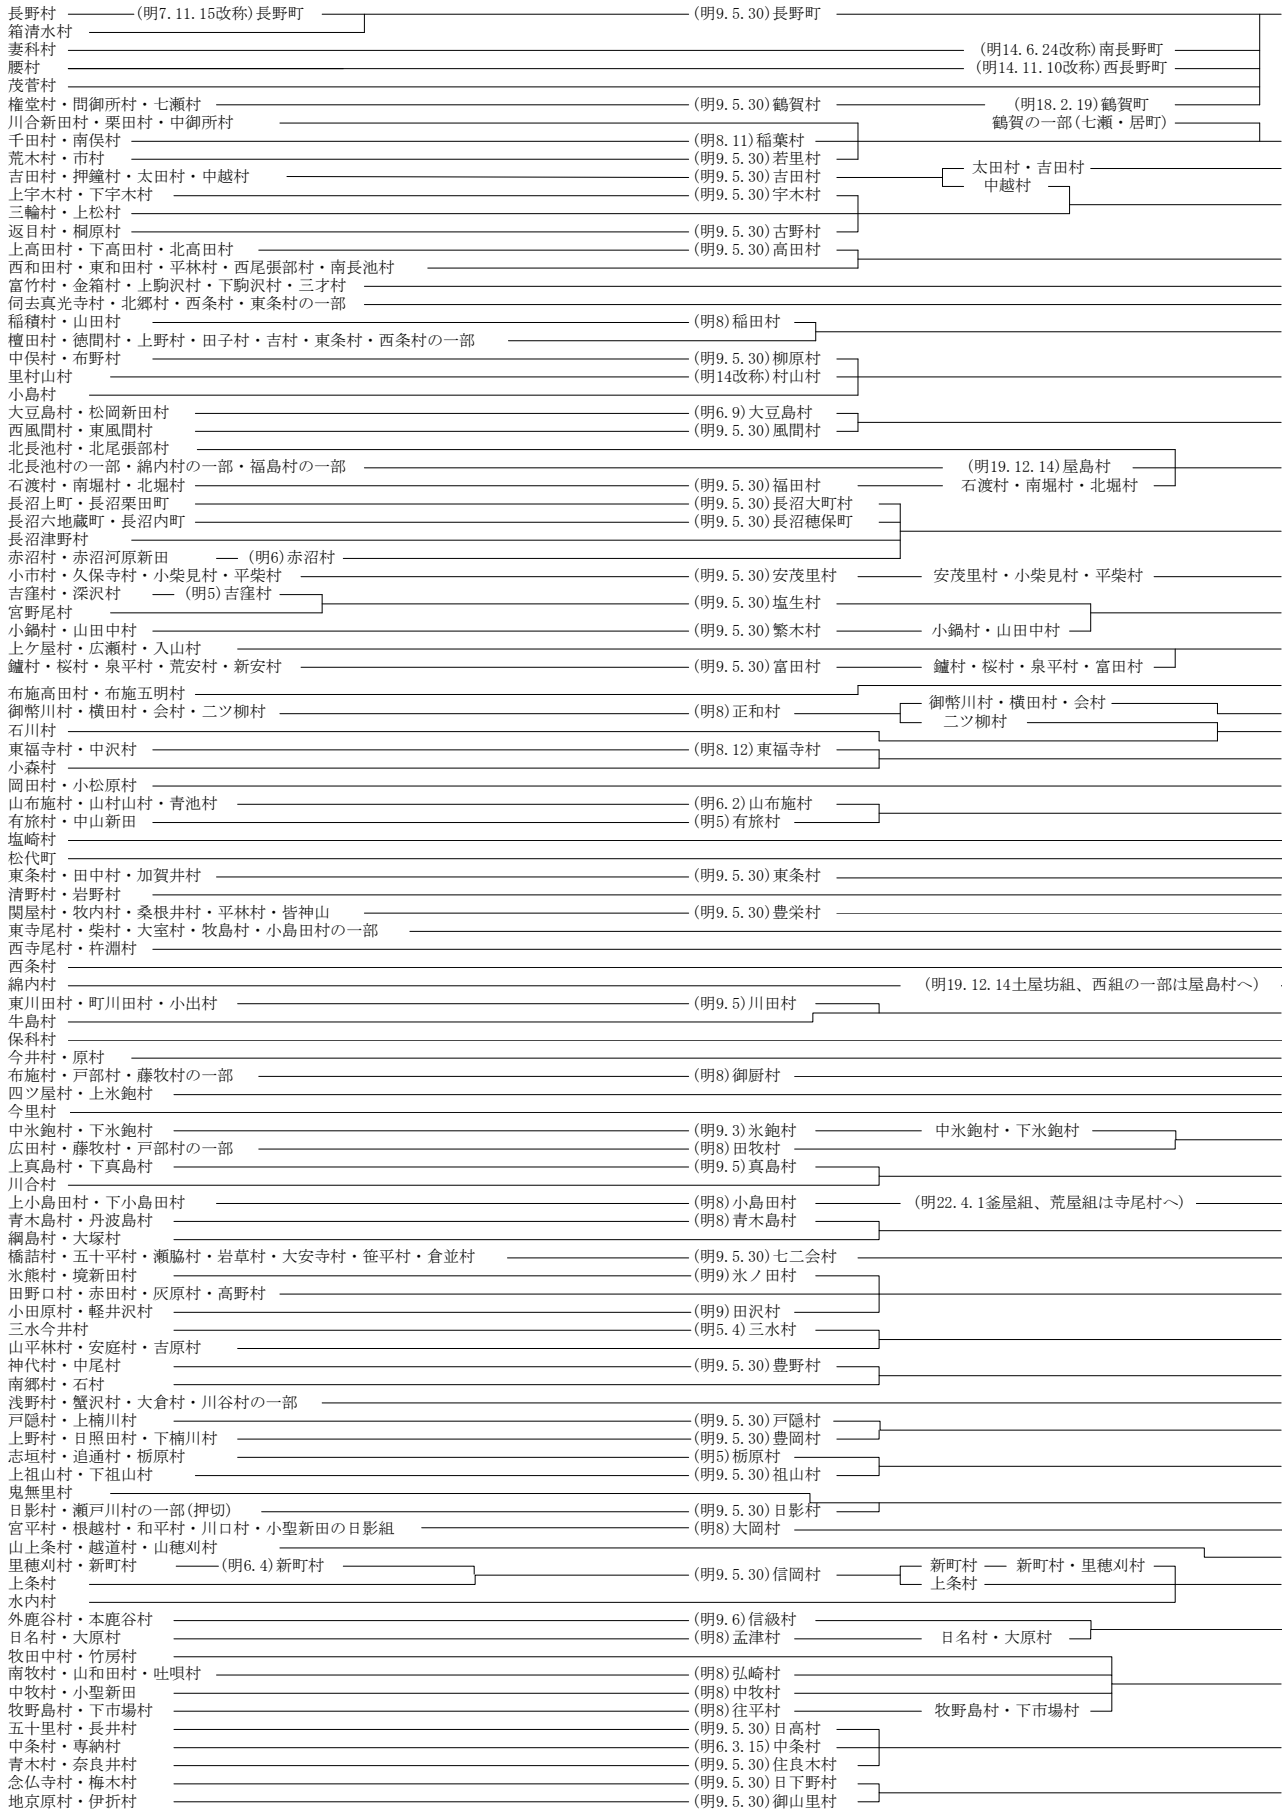 長野村 (明7.11.15改称)長野町 (明9.5.30)長野町
箱清水村
妻科村 (明14.6.24改称)南長野町
腰村 (明14.11.10改称)西長野町
茂菅村
権堂村・問御所村・七瀬村 (明9.5.30)鶴賀村 (明18.2.19)鶴賀町
川合新田村・栗田村・中御所村 鶴賀の一部(七瀬・居町)
千田村・南俣村 (明8.11)稲葉村
荒木村・市村 (明9.5.30)若里村
吉田村・押鐘村・太田村・中越村 (明9.5.30)吉田村 太田村・吉田村
中越村
上宇木村・下宇木村 (明9.5.30)宇木村
三輪村・上松村
返目村・桐原村 (明9.5.30)古野村
上高田村・下高田村・北高田村 (明9.5.30)高田村
西和田村・東和田村・平林村・西尾張部村・南長池村
富竹村・金箱村・上駒沢村・下駒沢村・三才村
伺去真光寺村・北郷村・西条村・東条村の一部
稲積村・山田村 (明8)稲田村
檀田村・徳間村・上野村・田子村・吉村・東条村・西条村の一部
中俣村・布野村 (明9.5.30)柳原村
里村山村 (明14改称)村山村
小島村
大豆島村・松岡新田村 (明6.9)大豆島村
西風間村・東風間村 (明9.5.30)風間村
北長池村・北尾張部村
北長池村の一部・綿内村の一部・福島村の一部 (明19.12.14)屋島村
石渡村・南堀村・北堀村 (明9.5.30)福田村 石渡村・南堀村・北堀村
長沼上町・長沼栗田町 (明9.5.30)長沼大町村
長沼六地蔵町・長沼内町 (明9.5.30)長沼穂保町
長沼津野村
赤沼村・赤沼河原新田 (明6)赤沼村
小市村・久保寺村・小柴見村・平柴村 (明9.5.30)安茂里村 安茂里村・小柴見村・平柴村
吉窪村・深沢村 (明5)吉窪村
(明9.5.30)塩生村
宮野尾村
小鍋村・山田中村 (明9.5.30)繁木村 小鍋村・山田中村
上ケ屋村・広瀬村・入山村
鑪村・桜村・泉平村・荒安村・新安村 (明9.5.30)富田村 鑪村・桜村・泉平村・富田村
布施高田村・布施五明村
御幣川村・横田村・会村・二ツ柳村 (明8)正和村 御幣川村・横田村・会村
二ツ柳村
石川村
東福寺村・中沢村 (明8.12)東福寺村
小森村
岡田村・小松原村
山布施村・山村山村・青池村 (明6.2)山布施村
有旅村・中山新田 (明5)有旅村
塩崎村
松代町
東条村・田中村・加賀井村 (明9.5.30)東条村
清野村・岩野村
関屋村・牧内村・桑根井村・平林村・皆神山 (明9.5.30)豊栄村
東寺尾村・柴村・大室村・牧島村・小島田村の一部
西寺尾村・杵淵村
西条村
綿内村 (明19.12.14土屋坊組、西組の一部は屋島村へ)
東川田村・町川田村・小出村 (明9.5)川田村
牛島村
保科村
今井村・原村
布施村・戸部村・藤牧村の一部 (明8)御厨村
四ツ屋村・上氷鉋村
今里村
中氷鉋村・下氷鉋村 (明9.3)氷鉋村 中氷鉋村・下氷鉋村
広田村・藤牧村・戸部村の一部 (明8)田牧村
上真島村・下真島村 (明9.5)真島村
川合村
上小島田村・下小島田村 (明8)小島田村 (明22.4.1釜屋組、荒屋組は寺尾村へ)
青木島村・丹波島村 (明8)青木島村
綱島村・大塚村
橋詰村・五十平村・瀬脇村・岩草村・大安寺村・笹平村・倉並村 (明9.5.30)七二会村
氷熊村・境新田村 (明9)氷ノ田村
田野口村・赤田村・灰原村・高野村
小田原村・軽井沢村 (明9)田沢村
三水今井村 (明5.4)三水村
山平林村・安庭村・吉原村
神代村・中尾村 (明9.5.30)豊野村
南郷村・石村
浅野村・蟹沢村・大倉村・川谷村の一部
戸隠村・上楠川村 (明9.5.30)戸隠村
上野村・日照田村・下楠川村 (明9.5.30)豊岡村
志垣村・追通村・栃原村 (明5)栃原村
上祖山村・下祖山村 (明9.5.30)祖山村
鬼無里村
日影村・瀬戸川村の一部(押切) (明9.5.30)日影村
宮平村・根越村・和平村・川口村・小聖新田の日影組 (明8)大岡村
山上条村・越道村・山穂刈村
里穂刈村・新町村 (明6.4)新町村 新町村 新町村・里穂刈村
(明9.5.30)信岡村
上条村 上条村
水内村
外鹿谷村・本鹿谷村 (明9.6)信級村
日名村・大原村 (明8)孟津村 日名村・大原村
牧田中村・竹房村
南牧村・山和田村・吐唄村 (明8)弘崎村
中牧村・小聖新田 (明8)中牧村
牧野島村・下市場村 (明8)往平村 牧野島村・下市場村
五十里村・長井村 (明9.5.30)日高村
中条村・専納村 (明6.3.15)中条村
青木村・奈良井村 (明9.5.30)住良木村
念仏寺村・梅木村 (明9.5.30)日下野村
地京原村・伊折村 (明9.5.30)御山里村